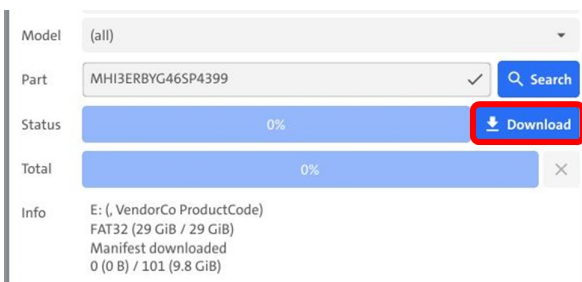 Model (all)
Part MHI3ERBYG46SP4399 Search
Status 0% Download
Total 0%
Info E: (, VendorCo ProductCode)
FAT32 (29 GiB / 29 GiB)
Manifest downloaded
0 (0 B) / 101 (9.8 GiB)